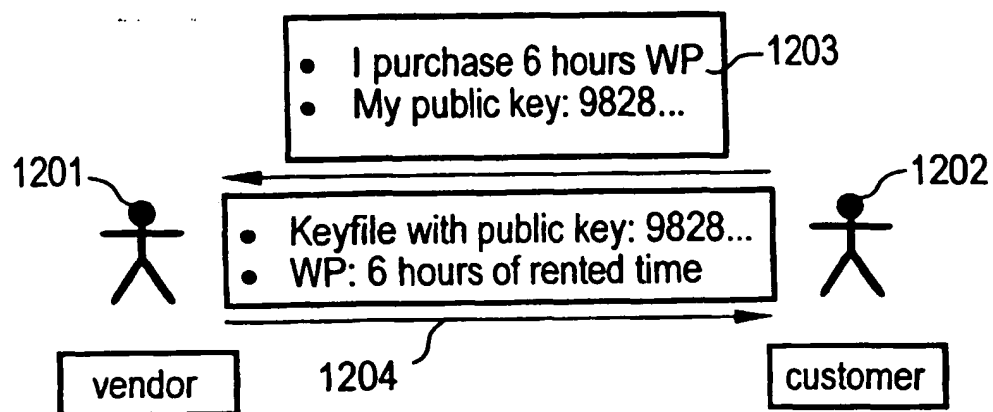 • I purchase 6 hours WP
1203
• My public key: 9828...
1201
1202
• Keyfile with public key: 9828...
• WP: 6 hours of rented time
1204
vendor
customer